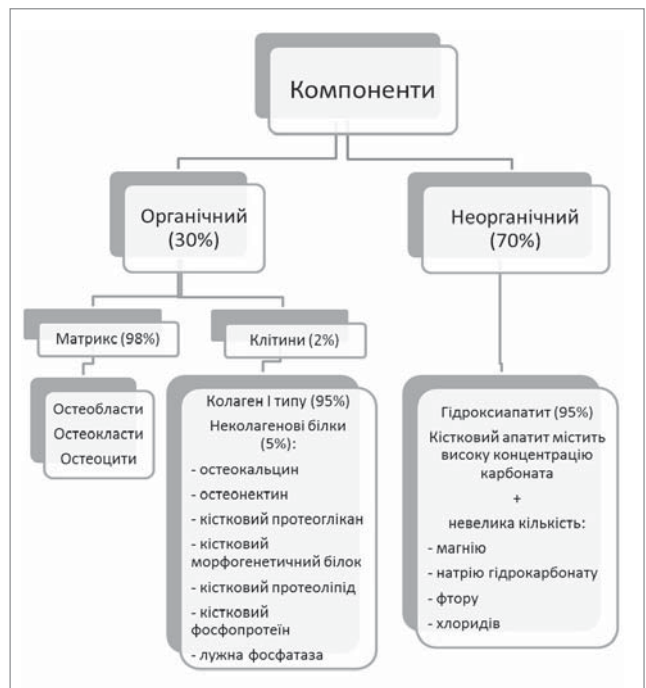 Компоненти
Органічний
(30%)
Неорганічний
(70%)
Матрикс (98%)
Клітини (2%)
Остеобласти
Остеокласти
Остеоцити
Колаген I типу (95%)
Неколагенові білки
(5%):
- остеокальцин
- остеонектин
- кістковий протеоглікан
- кістковий
морфогенетичний білок
- кістковий протеоліпід
- кістковий
фосфопротеїн
- лужна фосфатаза
Гідроксиапатит (95%)
Кістковий апатит містить
високу концентрацію
карбоната
+
невелика кількість:
- магнію
- натрію гідрокарбонату
- фтору
- хлоридів